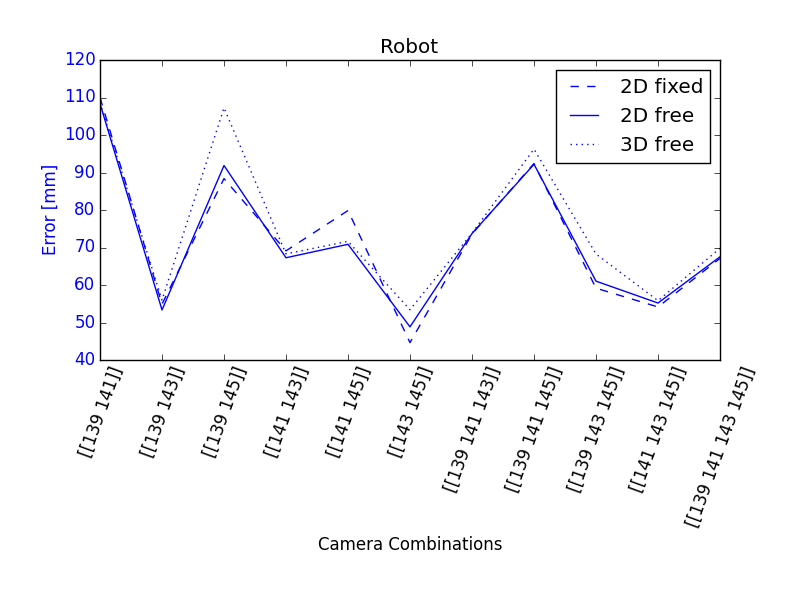 Robot
120
110
100
90
80
70
60
50
40
Error [mm]
2D fixed
2D free
3D free
[[139 141]]
[[139 143]]
[[139 145]]
[[141 143]]
[[141 145]]
[[143 145]]
[[139 141 143]]
[[139 141 145]]
[[139 143 145]]
[[141 143 145]]
[[139 141 143 145]]
Camera Combinations